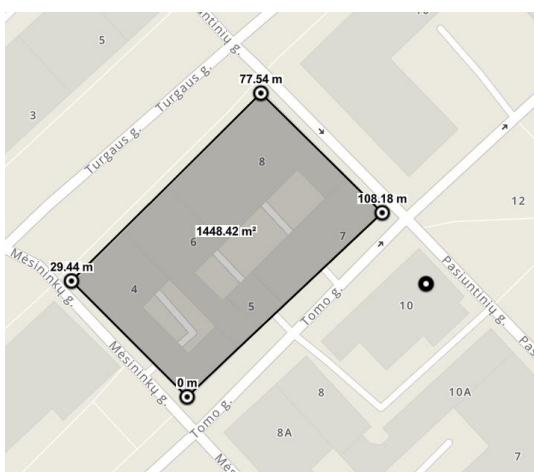 Pasiuntinių g.
5
Turgaus g.
77.54 m
3
Turgaus g.
8
12
108.18 m
1448.42 m²
6
7
Mėsininkų g.
29.44 m
4
Pasiuntinių g.
5
Tomo g.
10
Mėsininkų g.
0 m
8
10A
Tomo g.
8A
7